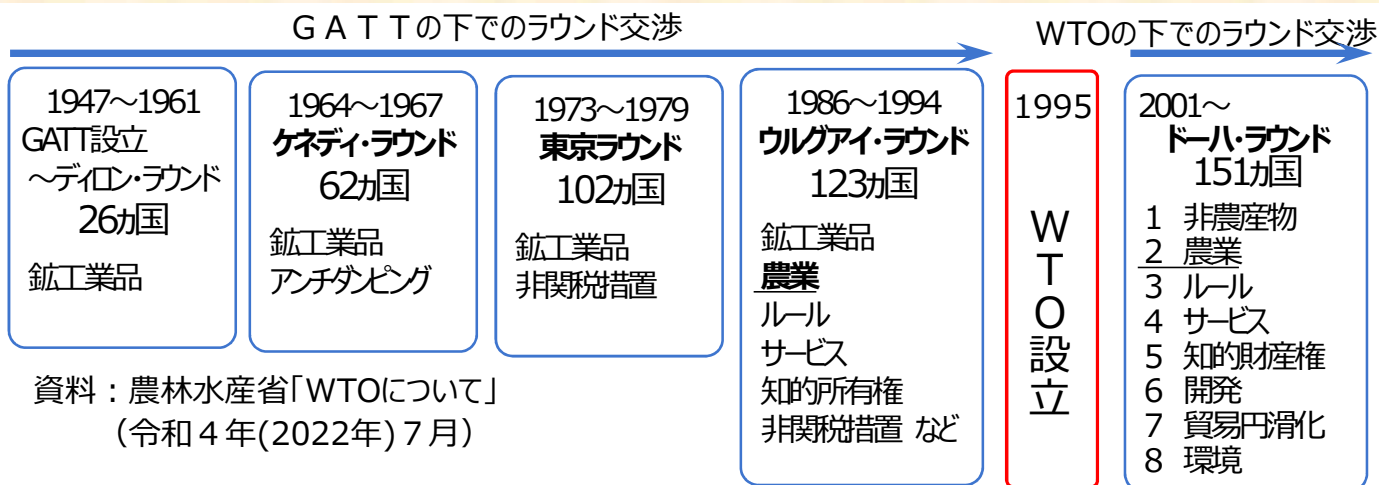 ＧＡＴＴの下でのラウンド交渉
WTOの下でのラウンド交渉
1947～1961
GATT設立
～ディロン・ラウンド
26カ国
鉱工業品
1964～1967
ケネディ・ラウンド
62カ国
鉱工業品
アンチダンピング
1973～1979
東京ラウンド
102カ国
鉱工業品
非関税措置
1986～1994
ウルグアイ・ラウンド
123カ国
鉱工業品
農業
ルール
サービス
知的所有権
非関税措置 など
1995
ＷＴＯ設立
2001～
ドーハ・ラウンド
151カ国
1 非農産物
2 農業
3 ルール
4 サービス
5 知的財産権
6 開発
7 貿易円滑化
8 環境
資料：農林水産省「WTOについて」
（令和４年(2022年)７月）